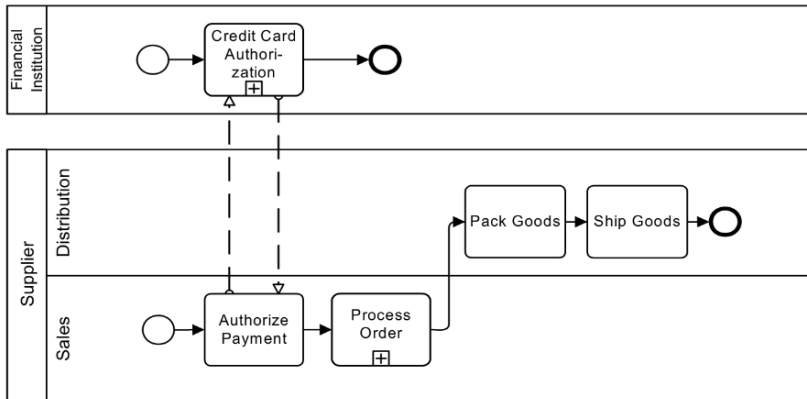 Financial
Institution
Credit Card
Authori-
zation
Supplier
Distribution
Pack Goods
Ship Goods
Sales
Authorize
Payment
Process
Order